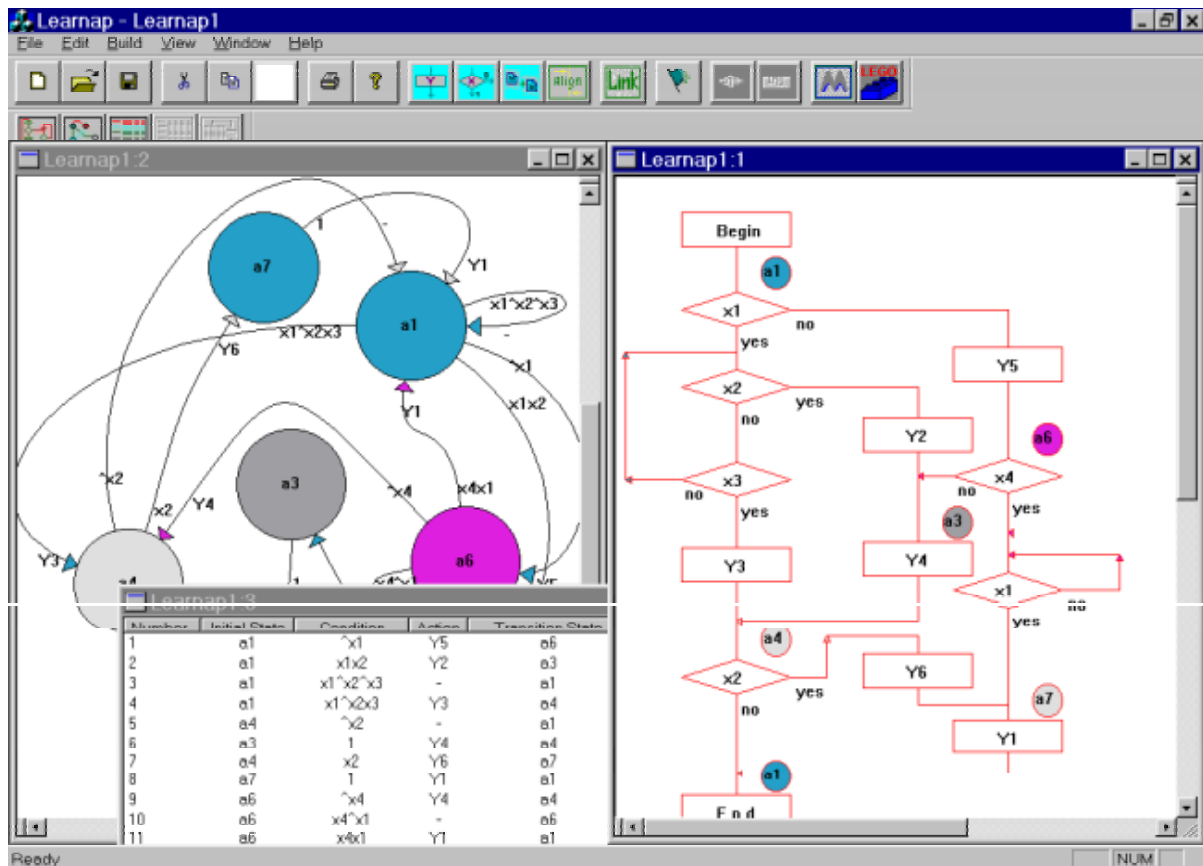 Learnap - Learnap1
File Edit Build View Window Help
Y X Align Link LEGO
Learnap1:2
a7
1
-
Y1
a1
x1^x2^x3
-
x1^x2x3
Y6
^x1
x1x2
Y1
^x2
x2
Y4
a3
^x4
x4x1
a6
Y3
a4
1
x4^x1
Y5
Learnap1:3
Number Initial State Condition Action Transition State
1 a1 ^x1 Y5 a6
2 a1 x1x2 Y2 a3
3 a1 x1^x2^x3 - a1
4 a1 x1^x2x3 Y3 a4
5 a4 ^x2 - a1
6 a3 1 Y4 a4
7 a4 x2 Y6 a7
8 a7 1 Y1 a1
9 a6 ^x4 Y4 a4
10 a6 x4^x1 - a6
11 a6 x4x1 Y1 a1
Learnap1:1
Begin
a1
x1
no
yes
Y5
x2
yes
no
Y2
a6
x3
no
yes
x4
no
yes
a3
Y3
Y4
x1
no
yes
a4
x2
yes
no
Y6
a7
Y1
a1
End
Ready
NUM